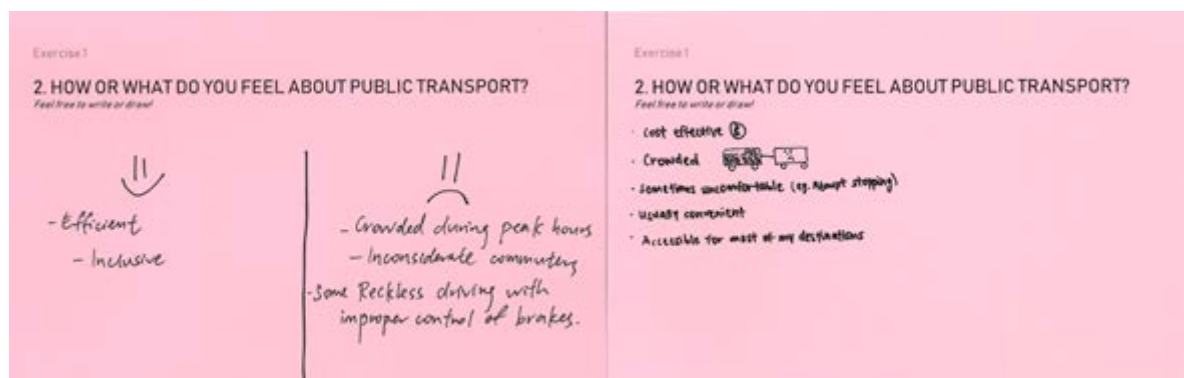 Exercise 1
2. HOW OR WHAT DO YOU FEEL ABOUT PUBLIC TRANSPORT?
Feel free to write or draw!
- Efficient
- Inclusive
- Crowded during peak hours
- Inconsiderate commuters
- Some Reckless driving with
improper control of brakes.
Exercise 1
2. HOW OR WHAT DO YOU FEEL ABOUT PUBLIC TRANSPORT?
Feel free to write or draw!
· Cost effective $
· Crowded
· Sometimes uncomfortable (eg. Abrupt stopping)
· Usually convenient
· Accessible for most of my destinations